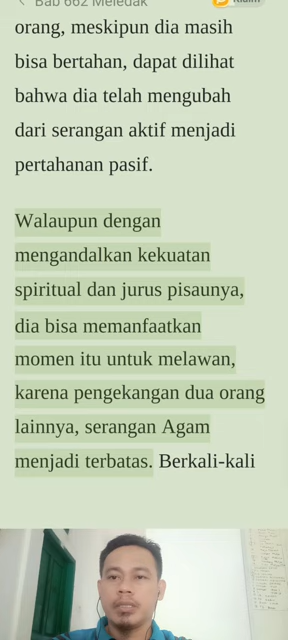 Bab 662 Meledak
orang, meskipun dia masih
bisa bertahan, dapat dilihat
bahwa dia telah mengubah
dari serangan aktif menjadi
pertahanan pasif.
Walaupun dengan
mengandalkan kekuatan
spiritual dan jurus pisaunya,
dia bisa memanfaatkan
momen itu untuk melawan,
karena pengekangan dua orang
lainnya, serangan Agam
menjadi terbatas. Berkali-kali